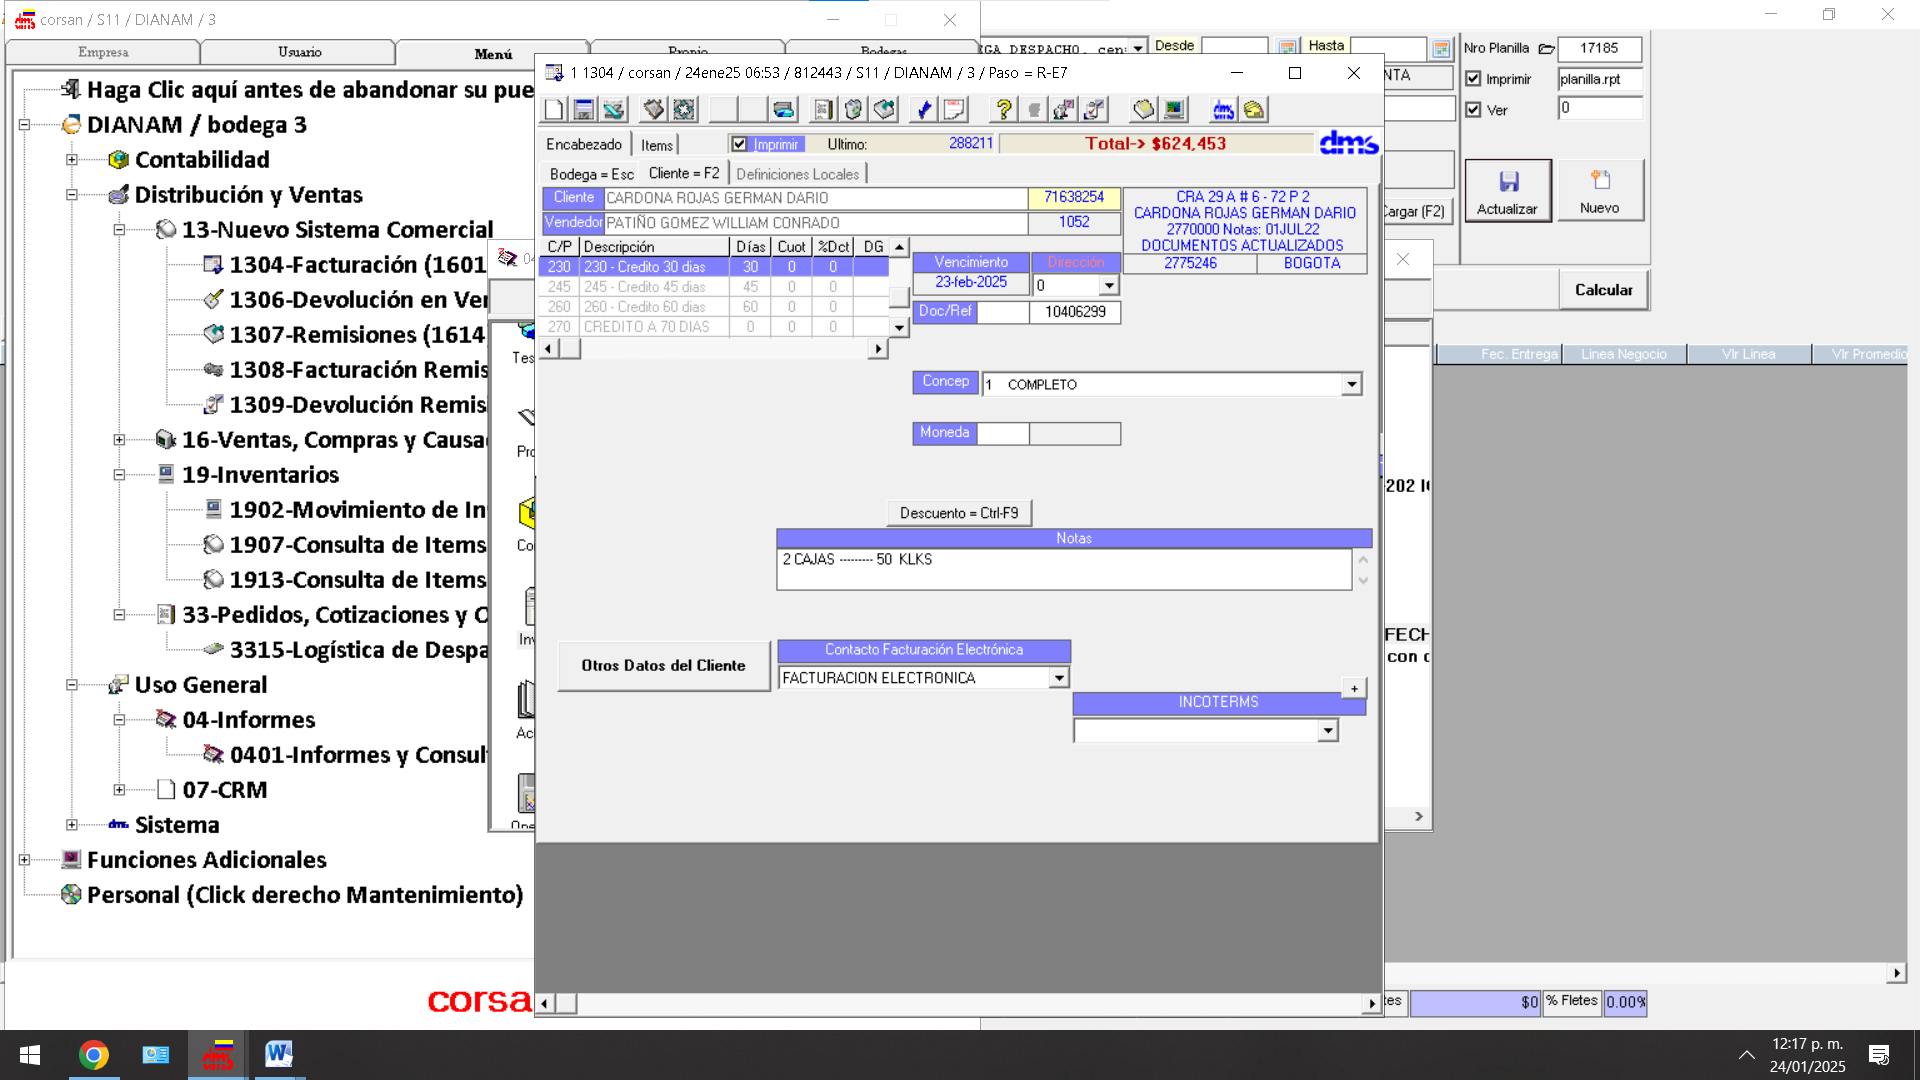 corsan / S11 / DIANAM / 3
Empresa
Usuario
Menú
Propio
Bodegas
Haga Clic aquí antes de abandonar su pue
DIANAM / bodega 3
Contabilidad
Distribución y Ventas
13-Nuevo Sistema Comercial
1304-Facturación (1601
1306-Devolución en Ve
1307-Remisiones (1614
1308-Facturación Remis
1309-Devolución Remis
16-Ventas, Compras y Causa
19-Inventarios
1902-Movimiento de In
1907-Consulta de Items
1913-Consulta de Items
33-Pedidos, Cotizaciones y C
3315-Logística de Despa
Uso General
04-Informes
0401-Informes y Consul
07-CRM
Sistema
Funciones Adicionales
Personal (Click derecho Mantenimiento)
corsa
1 1304 / corsan / 24ene25 06:53 / 812443 / S11 / DIANAM / 3 / Paso = R-E7
Encabezado
Items
Imprimir
Ultimo:
288211
Total-> $624,453
dms
Bodega = Esc
Cliente = F2
Definiciones Locales
Cliente
CARDONA ROJAS GERMAN DARIO
71638254
Vendedor
PATIÑO GOMEZ WILLIAM CONRADO
1052
CRA 29 A # 6 - 72 P 2
CARDONA ROJAS GERMAN DARIO
2770000 Notas: 01JUL22
DOCUMENTOS ACTUALIZADOS
2775246
BOGOTA
C/P Descripción Días Cuot %Dct DG
230 230 - Credito 30 dias 30 0 0
245 245 - Credito 45 dias 45 0 0
260 260 - Credito 60 dias 60 0 0
270 CREDITO A 70 DIAS 0 0 0
Vencimiento
23-feb-2025
Dirección
0
Doc/Ref
10406299
Concep
1 COMPLETO
Moneda
Descuento = Ctrl-F9
Notas
2 CAJAS --------- 50 KLKS
Otros Datos del Cliente
Contacto Facturación Electrónica
FACTURACION ELECTRONICA
+
INCOTERMS
GA DESPACHO, cen
Desde
Hasta
NTA
Cargar (F2)
Nro Planilla
17185
Imprimir
planilla.rpt
Ver
0
Actualizar
Nuevo
Calcular
Fec. Entrega
Linea Negocio
Vlr Linea
Vlr Promedio
-202
FECH
con
tes
$0
% Fletes
0.00%
12:17 p. m.
24/01/2025